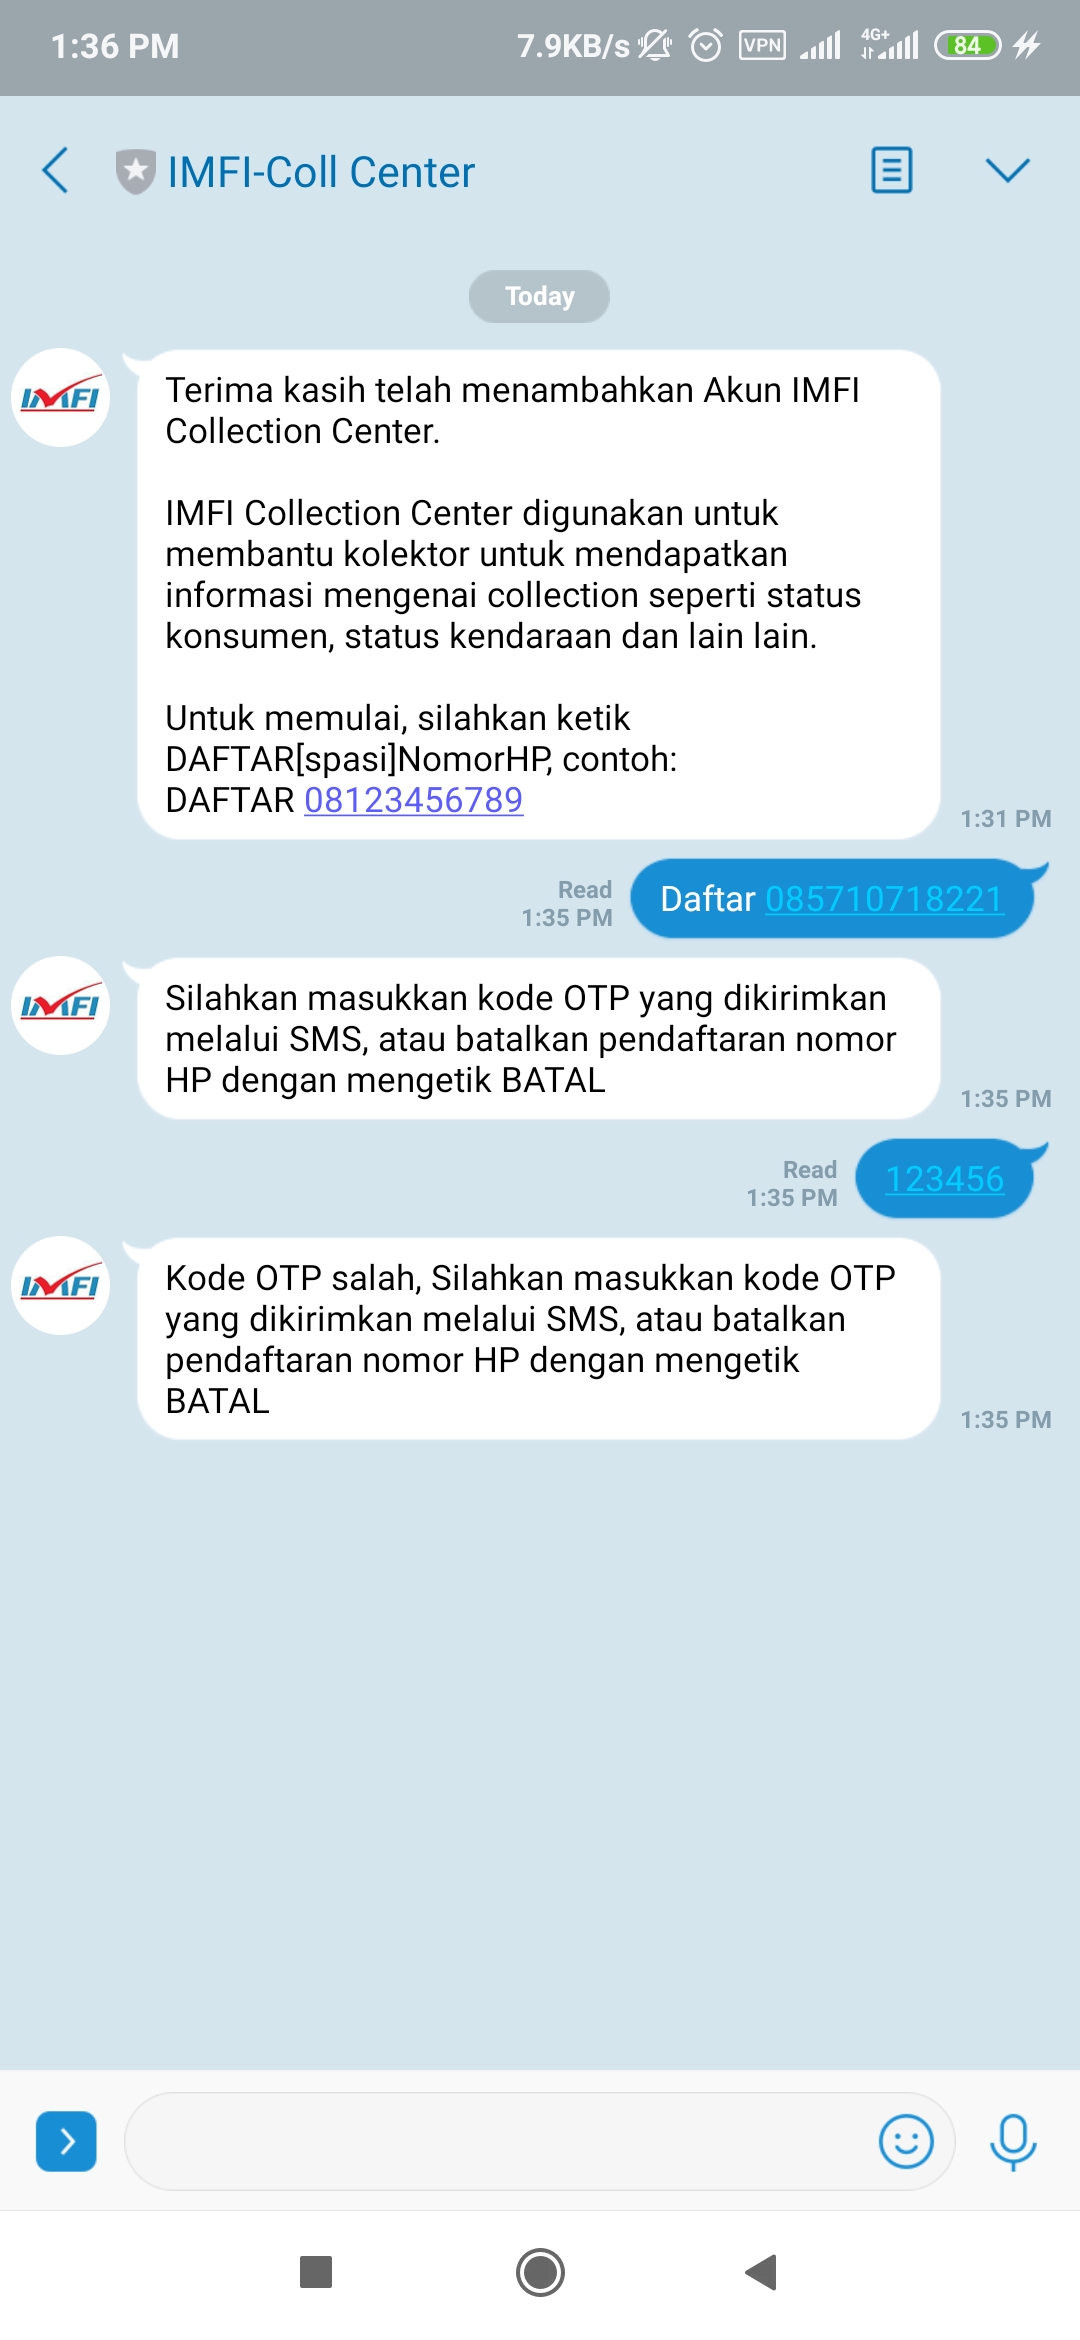 1:36 PM
7.9KB/s VPN 4G+ 84
IMFI-Coll Center
Today
IMFI
Terima kasih telah menambahkan Akun IMFI
Collection Center.
IMFI Collection Center digunakan untuk
membantu kolektor untuk mendapatkan
informasi mengenai collection seperti status
konsumen, status kendaraan dan lain lain.
Untuk memulai, silahkan ketik
DAFTAR[spasi]NomorHP, contoh:
DAFTAR 08123456789
1:31 PM
Read
1:35 PM
Daftar 085710718221
IMFI
Silahkan masukkan kode OTP yang dikirimkan
melalui SMS, atau batalkan pendaftaran nomor
HP dengan mengetik BATAL
1:35 PM
Read
1:35 PM
123456
IMFI
Kode OTP salah, Silahkan masukkan kode OTP
yang dikirimkan melalui SMS, atau batalkan
pendaftaran nomor HP dengan mengetik
BATAL
1:35 PM